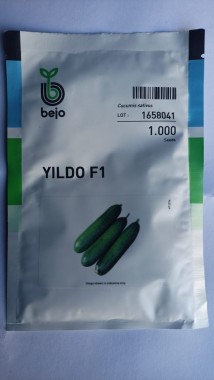 bejo
Cucumis sativus
LOT : 1658041
1.000
Seeds
YILDO F1